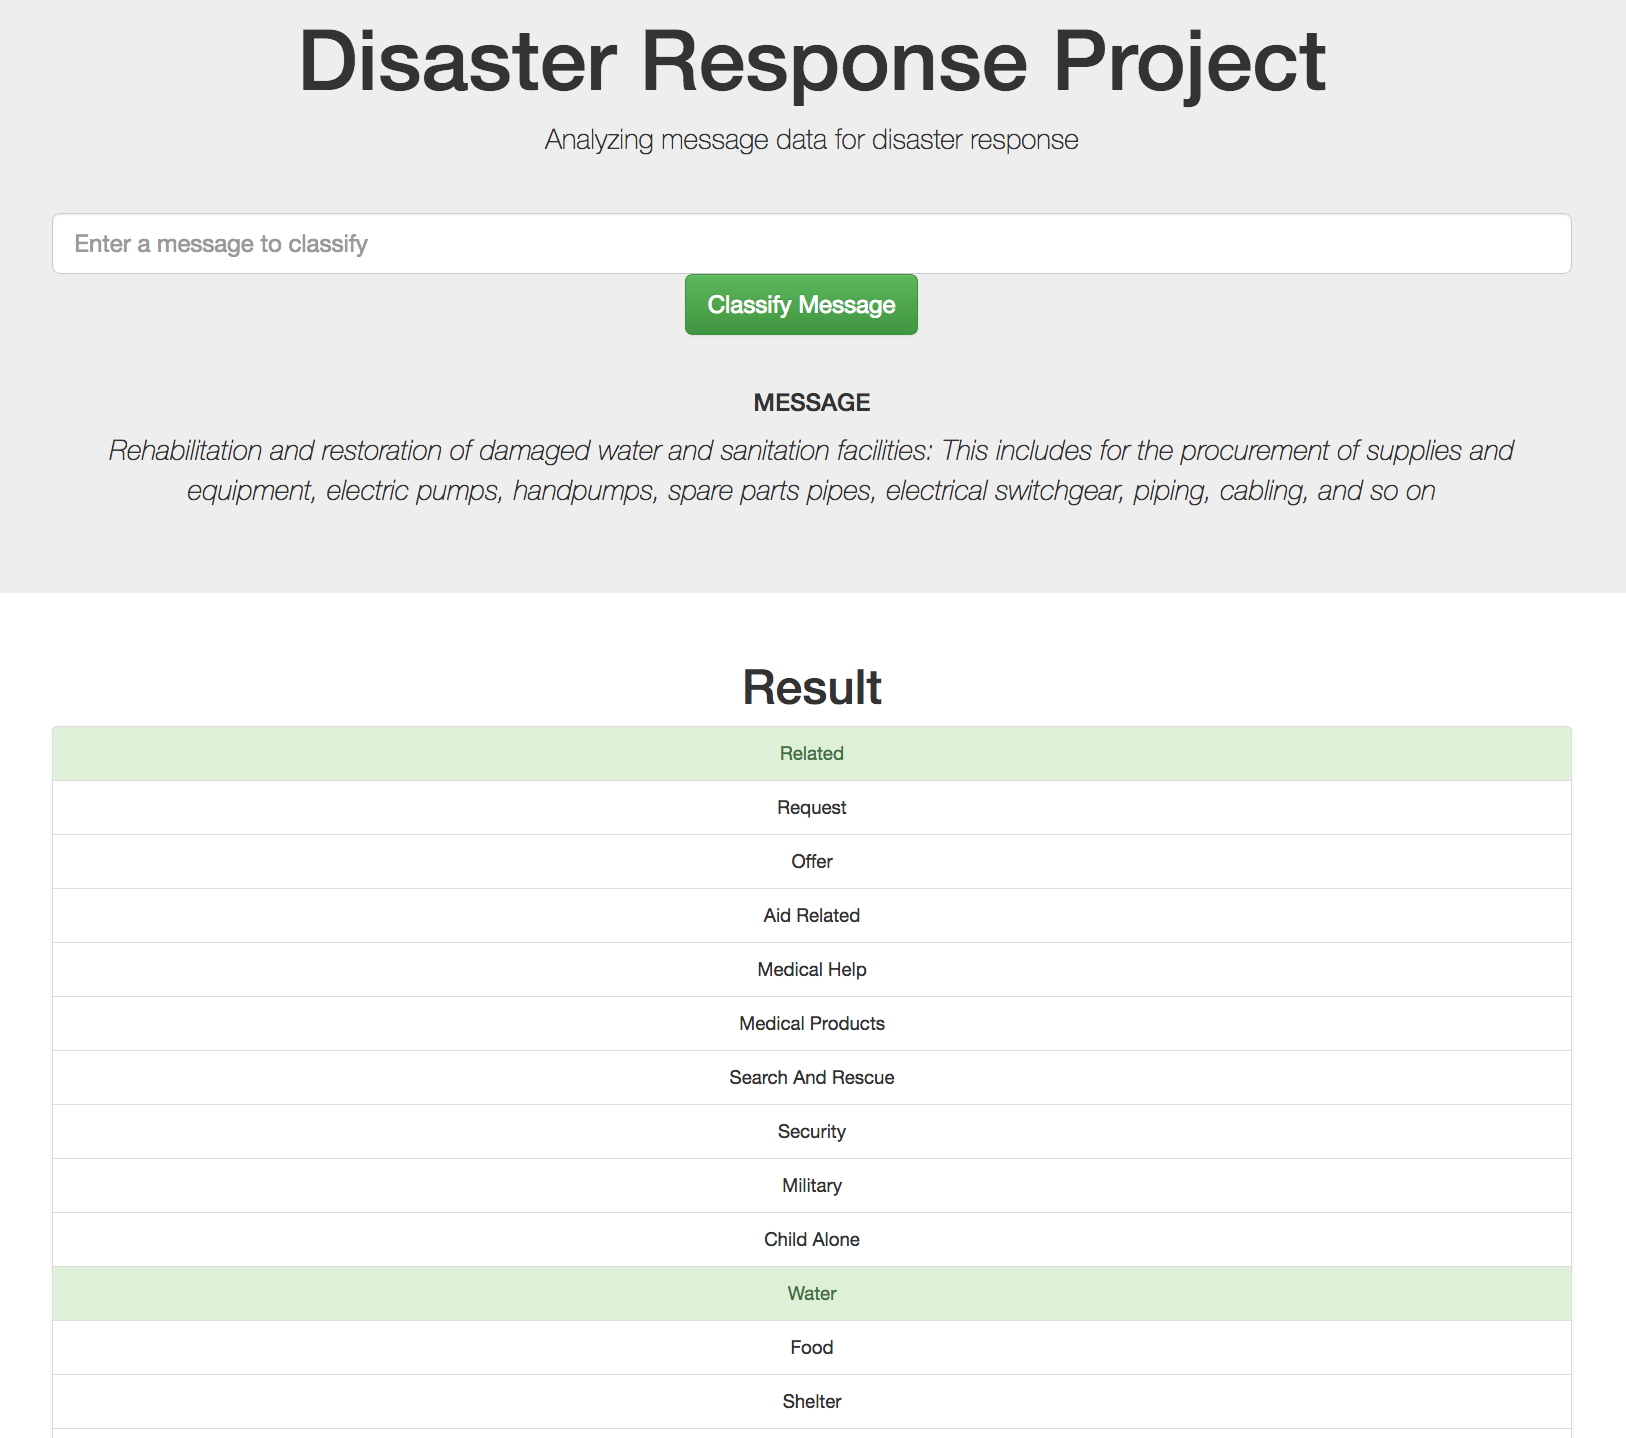 Disaster Response Project
Analyzing message data for disaster response
Enter a message to classify
Classify Message
MESSAGE
Rehabilitation and restoration of damaged water and sanitation facilities: This includes for the procurement of supplies and
equipment, electric pumps, handpumps, spare parts pipes, electrical switchgear, piping, cabling, and so on
Result
Related
Request
Offer
Aid Related
Medical Help
Medical Products
Search And Rescue
Security
Military
Child Alone
Water
Food
Shelter